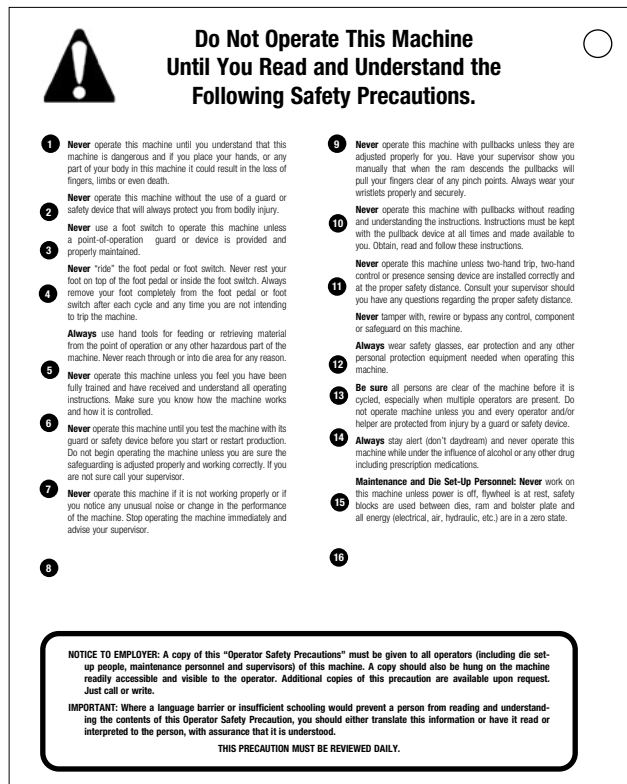 Do Not Operate This Machine
Until You Read and Understand the
Following Safety Precautions.
1 Never operate this machine until you understand that this
machine is dangerous and if you place your hands, or any
part of your body in this machine it could result in the loss of
fingers, limbs or even death.
Never operate this machine without the use of a guard or
2 safety device that will always protect you from bodily injury.
Never use a foot switch to operate this machine unless
a point-of-operation guard or device is provided and
3 properly maintained.
Never "ride" the foot pedal or foot switch. Never rest your
foot on top of the foot pedal or inside the foot switch. Always
4 remove your foot completely from the foot pedal or foot
switch after each cycle and any time you are not intending
to trip the machine.
Always use hand tools for feeding or retrieving material
from the point of operation or any other hazardous part of the
machine. Never reach through or into die area for any reason.
5 Never operate this machine unless you feel you have been
fully trained and have received and understand all operating
instructions. Make sure you know how the machine works
and how it is controlled.
6 Never operate this machine until you test the machine with its
guard or safety device before you start or restart production.
Do not begin operating the machine unless you are sure the
safeguarding is adjusted properly and working correctly. If you
are not sure call your supervisor.
7 Never operate this machine if it is not working properly or if
you notice any unusual noise or change in the performance
of the machine. Stop operating the machine immediately and
advise your supervisor.
8
9 Never operate this machine with pullbacks unless they are
adjusted properly for you. Have your supervisor show you
manually that when the ram descends the pullbacks will
pull your fingers clear of any pinch points. Always wear your
wristlets properly and securely.
Never operate this machine with pullbacks without reading
10 and understanding the instructions. Instructions must be kept
with the pullback device at all times and made available to
you. Obtain, read and follow these instructions.
Never operate this machine unless two-hand trip, two-hand
control or presence sensing device are installed correctly and
11 at the proper safety distance. Consult your supervisor should
you have any questions regarding the proper safety distance.
Never tamper with, rewire or bypass any control, component
or safeguard on this machine.
Always wear safety glasses, ear protection and any other
12 personal protection equipment needed when operating this
machine.
13 Be sure all persons are clear of the machine before it is
cycled, especially when multiple operators are present. Do
not operate machine unless you and every operator and/or
helper are protected from injury by a guard or safety device.
14 Always stay alert (don't daydream) and never operate this
machine while under the influence of alcohol or any other drug
including prescription medications.
Maintenance and Die Set-Up Personnel: Never work on
15 this machine unless power is off, flywheel is at rest, safety
blocks are used between dies, ram and bolster plate and
all energy (electrical, air, hydraulic, etc.) are in a zero state.
16
NOTICE TO EMPLOYER: A copy of this "Operator Safety Precautions" must be given to all operators (including die set-
up people, maintenance personnel and supervisors) of this machine. A copy should also be hung on the machine
readily accessible and visible to the operator. Additional copies of this precaution are available upon request.
Just call or write.
IMPORTANT: Where a language barrier or insufficient schooling would prevent a person from reading and understand-
ing the contents of this Operator Safety Precaution, you should either translate this information or have it read or
interpreted to the person, with assurance that it is understood.
THIS PRECAUTION MUST BE REVIEWED DAILY.